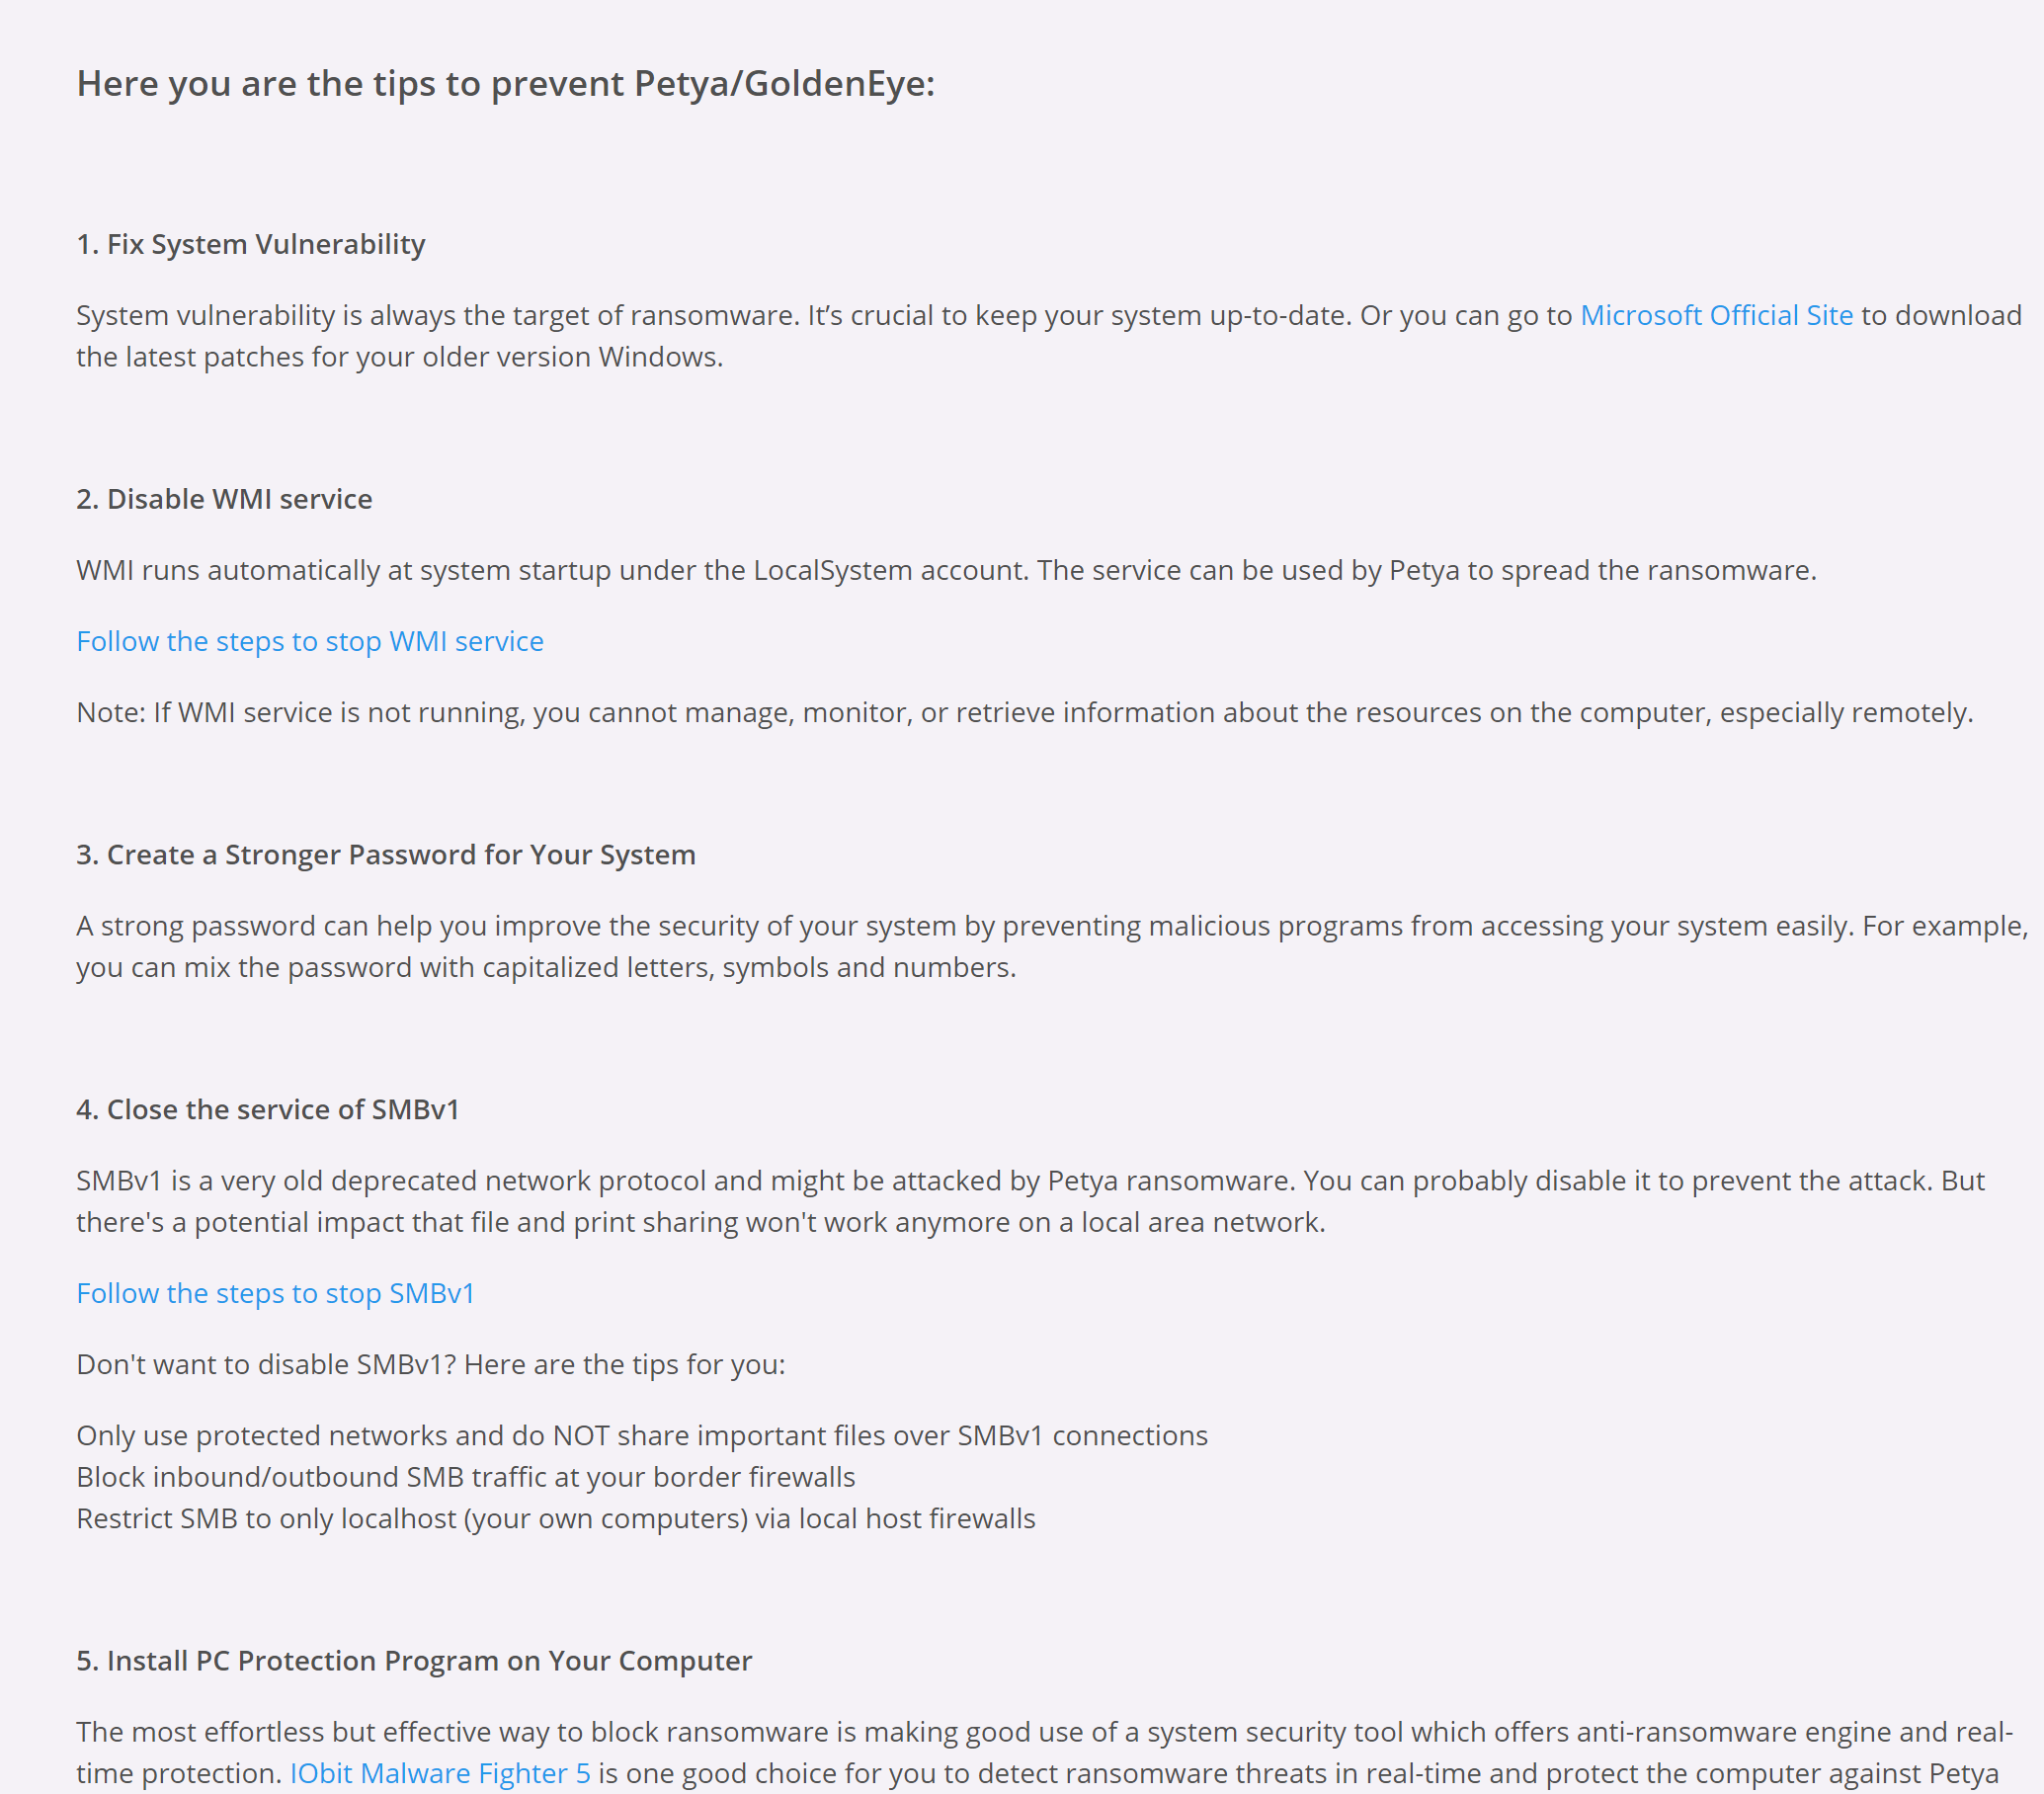 Here you are the tips to prevent Petya/GoldenEye:
1. Fix System Vulnerability
System vulnerability is always the target of ransomware. It’s crucial to keep your system up-to-date. Or you can go to Microsoft Official Site to download
the latest patches for your older version Windows.
2. Disable WMI service
WMI runs automatically at system startup under the LocalSystem account. The service can be used by Petya to spread the ransomware.
Follow the steps to stop WMI service
Note: If WMI service is not running, you cannot manage, monitor, or retrieve information about the resources on the computer, especially remotely.
3. Create a Stronger Password for Your System
A strong password can help you improve the security of your system by preventing malicious programs from accessing your system easily. For example,
you can mix the password with capitalized letters, symbols and numbers.
4. Close the service of SMBv1
SMBv1 is a very old deprecated network protocol and might be attacked by Petya ransomware. You can probably disable it to prevent the attack. But
there's a potential impact that file and print sharing won't work anymore on a local area network.
Follow the steps to stop SMBv1
Don't want to disable SMBv1? Here are the tips for you:
Only use protected networks and do NOT share important files over SMBv1 connections
Block inbound/outbound SMB traffic at your border firewalls
Restrict SMB to only localhost (your own computers) via local host firewalls
5. Install PC Protection Program on Your Computer
The most effortless but effective way to block ransomware is making good use of a system security tool which offers anti-ransomware engine and real-
time protection. IObit Malware Fighter 5 is one good choice for you to detect ransomware threats in real-time and protect the computer against Petya